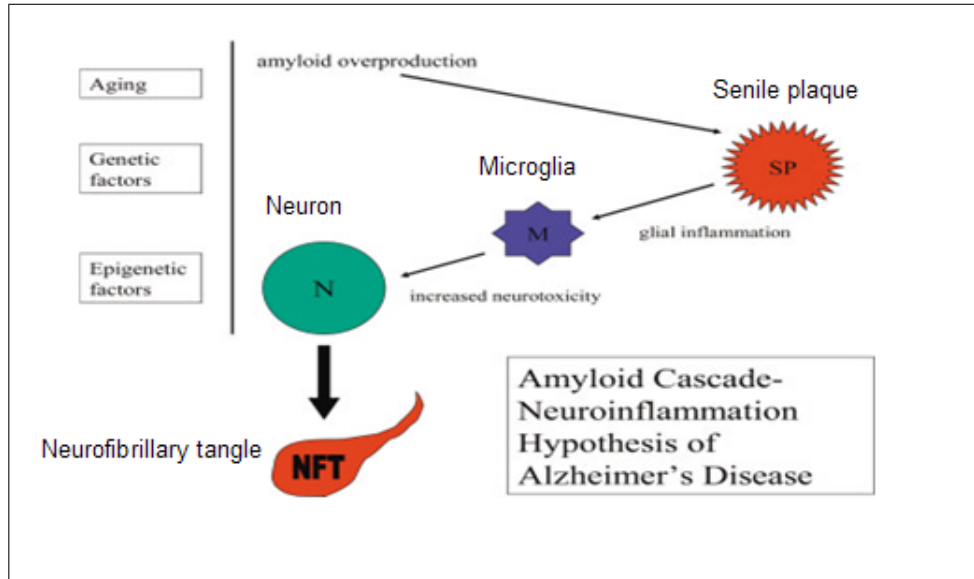 amyloid overproduction
Aging
Senile plaque
Genetic
factors
Microglia
SP
Neuron
M
glial inflammation
Epigenetic
factors
N
increased neurotoxicity
Amyloid Cascade-
Neuroinflammation
Hypothesis of
Alzheimer's Disease
Neurofibrillary tangle
NFT